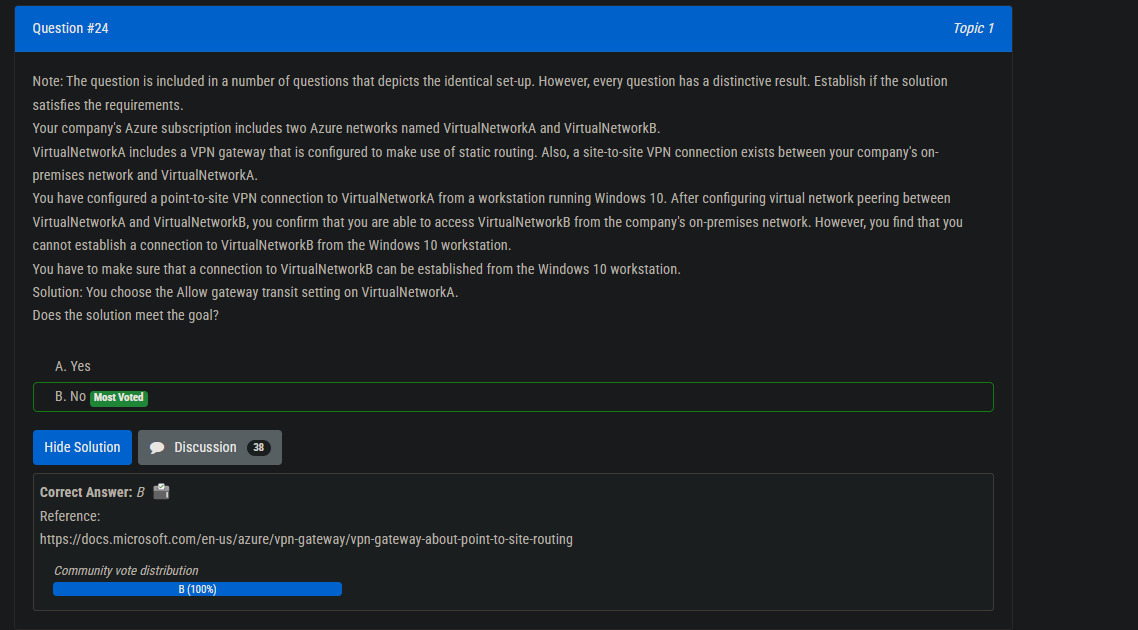 Question #24
Topic 1
Note: The question is included in a number of questions that depicts the identical set-up. However, every question has a distinctive result. Establish if the solution
satisfies the requirements.
Your company's Azure subscription includes two Azure networks named VirtualNetworkA and VirtualNetworkB.
VirtualNetworkA includes a VPN gateway that is configured to make use of static routing. Also, a site-to-site VPN connection exists between your company's on-
premises network and VirtualNetworkA.
You have configured a point-to-site VPN connection to VirtualNetworkA from a workstation running Windows 10. After configuring virtual network peering between
VirtualNetworkA and VirtualNetworkB, you confirm that you are able to access VirtualNetworkB from the company's on-premises network. However, you find that you
cannot establish a connection to VirtualNetworkB from the Windows 10 workstation.
You have to make sure that a connection to VirtualNetworkB can be established from the Windows 10 workstation.
Solution: You choose the Allow gateway transit setting on VirtualNetworkA.
Does the solution meet the goal?
A. Yes
B. No Most Voted
Hide Solution
Discussion 38
Correct Answer: B
Reference:
https://docs.microsoft.com/en-us/azure/vpn-gateway/vpn-gateway-about-point-to-site-routing
Community vote distribution
B (100%)